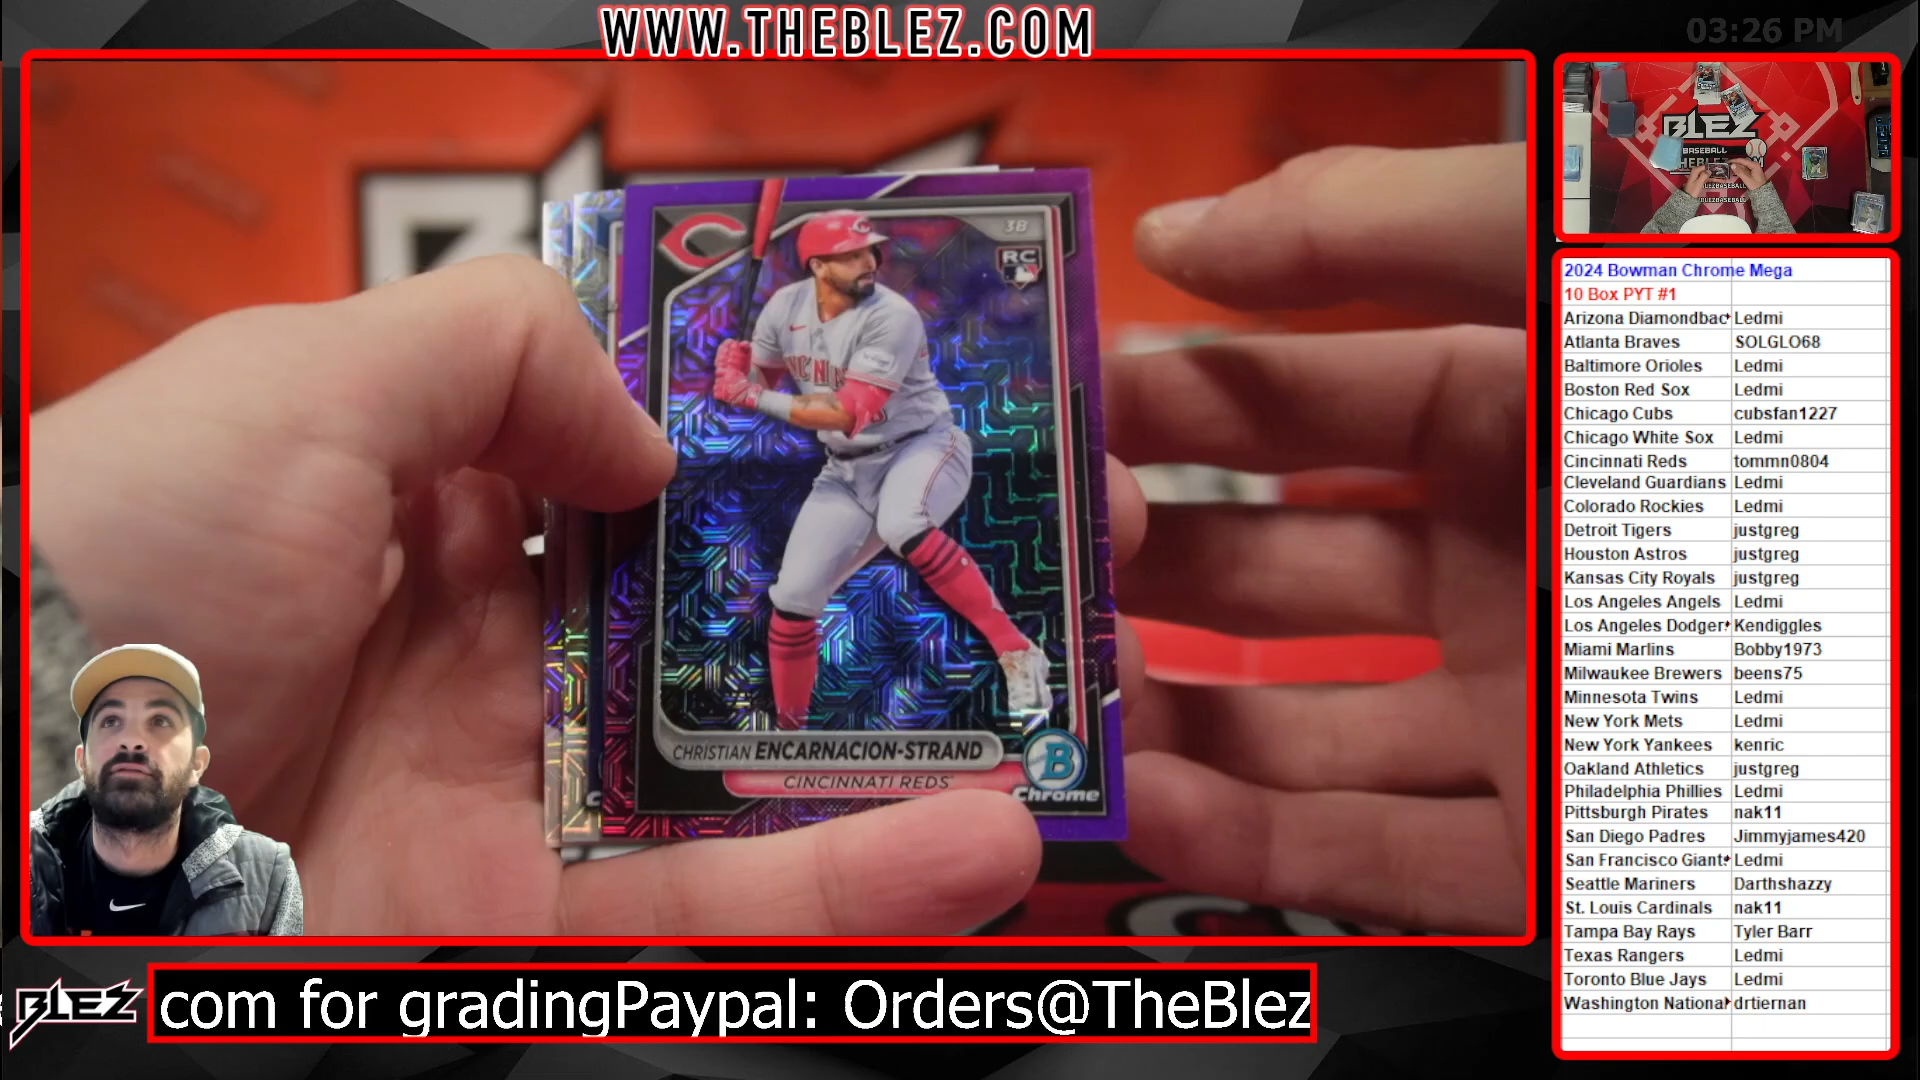 WWW.THEBLEZ.COM
03:26 PM
3B
RC
CINCINNA
CHRISTIAN ENCARNACION-STRAND
CINCINNATI REDS
B
Chrome
BLEZ
BASEBALL
2024 Bowman Chrome Mega
10 Box PYT #1
Arizona Diamondbac Ledmi
Atlanta Braves SOLGLO68
Baltimore Orioles Ledmi
Boston Red Sox Ledmi
Chicago Cubs cubsfan1227
Chicago White Sox Ledmi
Cincinnati Reds tommn0804
Cleveland Guardians Ledmi
Colorado Rockies Ledmi
Detroit Tigers justgreg
Houston Astros justgreg
Kansas City Royals justgreg
Los Angeles Angels Ledmi
Los Angeles Dodger Kendiggles
Miami Marlins Bobby1973
Milwaukee Brewers beens75
Minnesota Twins Ledmi
New York Mets Ledmi
New York Yankees kenric
Oakland Athletics justgreg
Philadelphia Phillies Ledmi
Pittsburgh Pirates nak11
San Diego Padres Jimmyjames420
San Francisco Giant Ledmi
Seattle Mariners Darthshazzy
St. Louis Cardinals nak11
Tampa Bay Rays Tyler Barr
Texas Rangers Ledmi
Toronto Blue Jays Ledmi
Washington National drtiernan
BLEZ
com for gradingPaypal: Orders@TheBlez